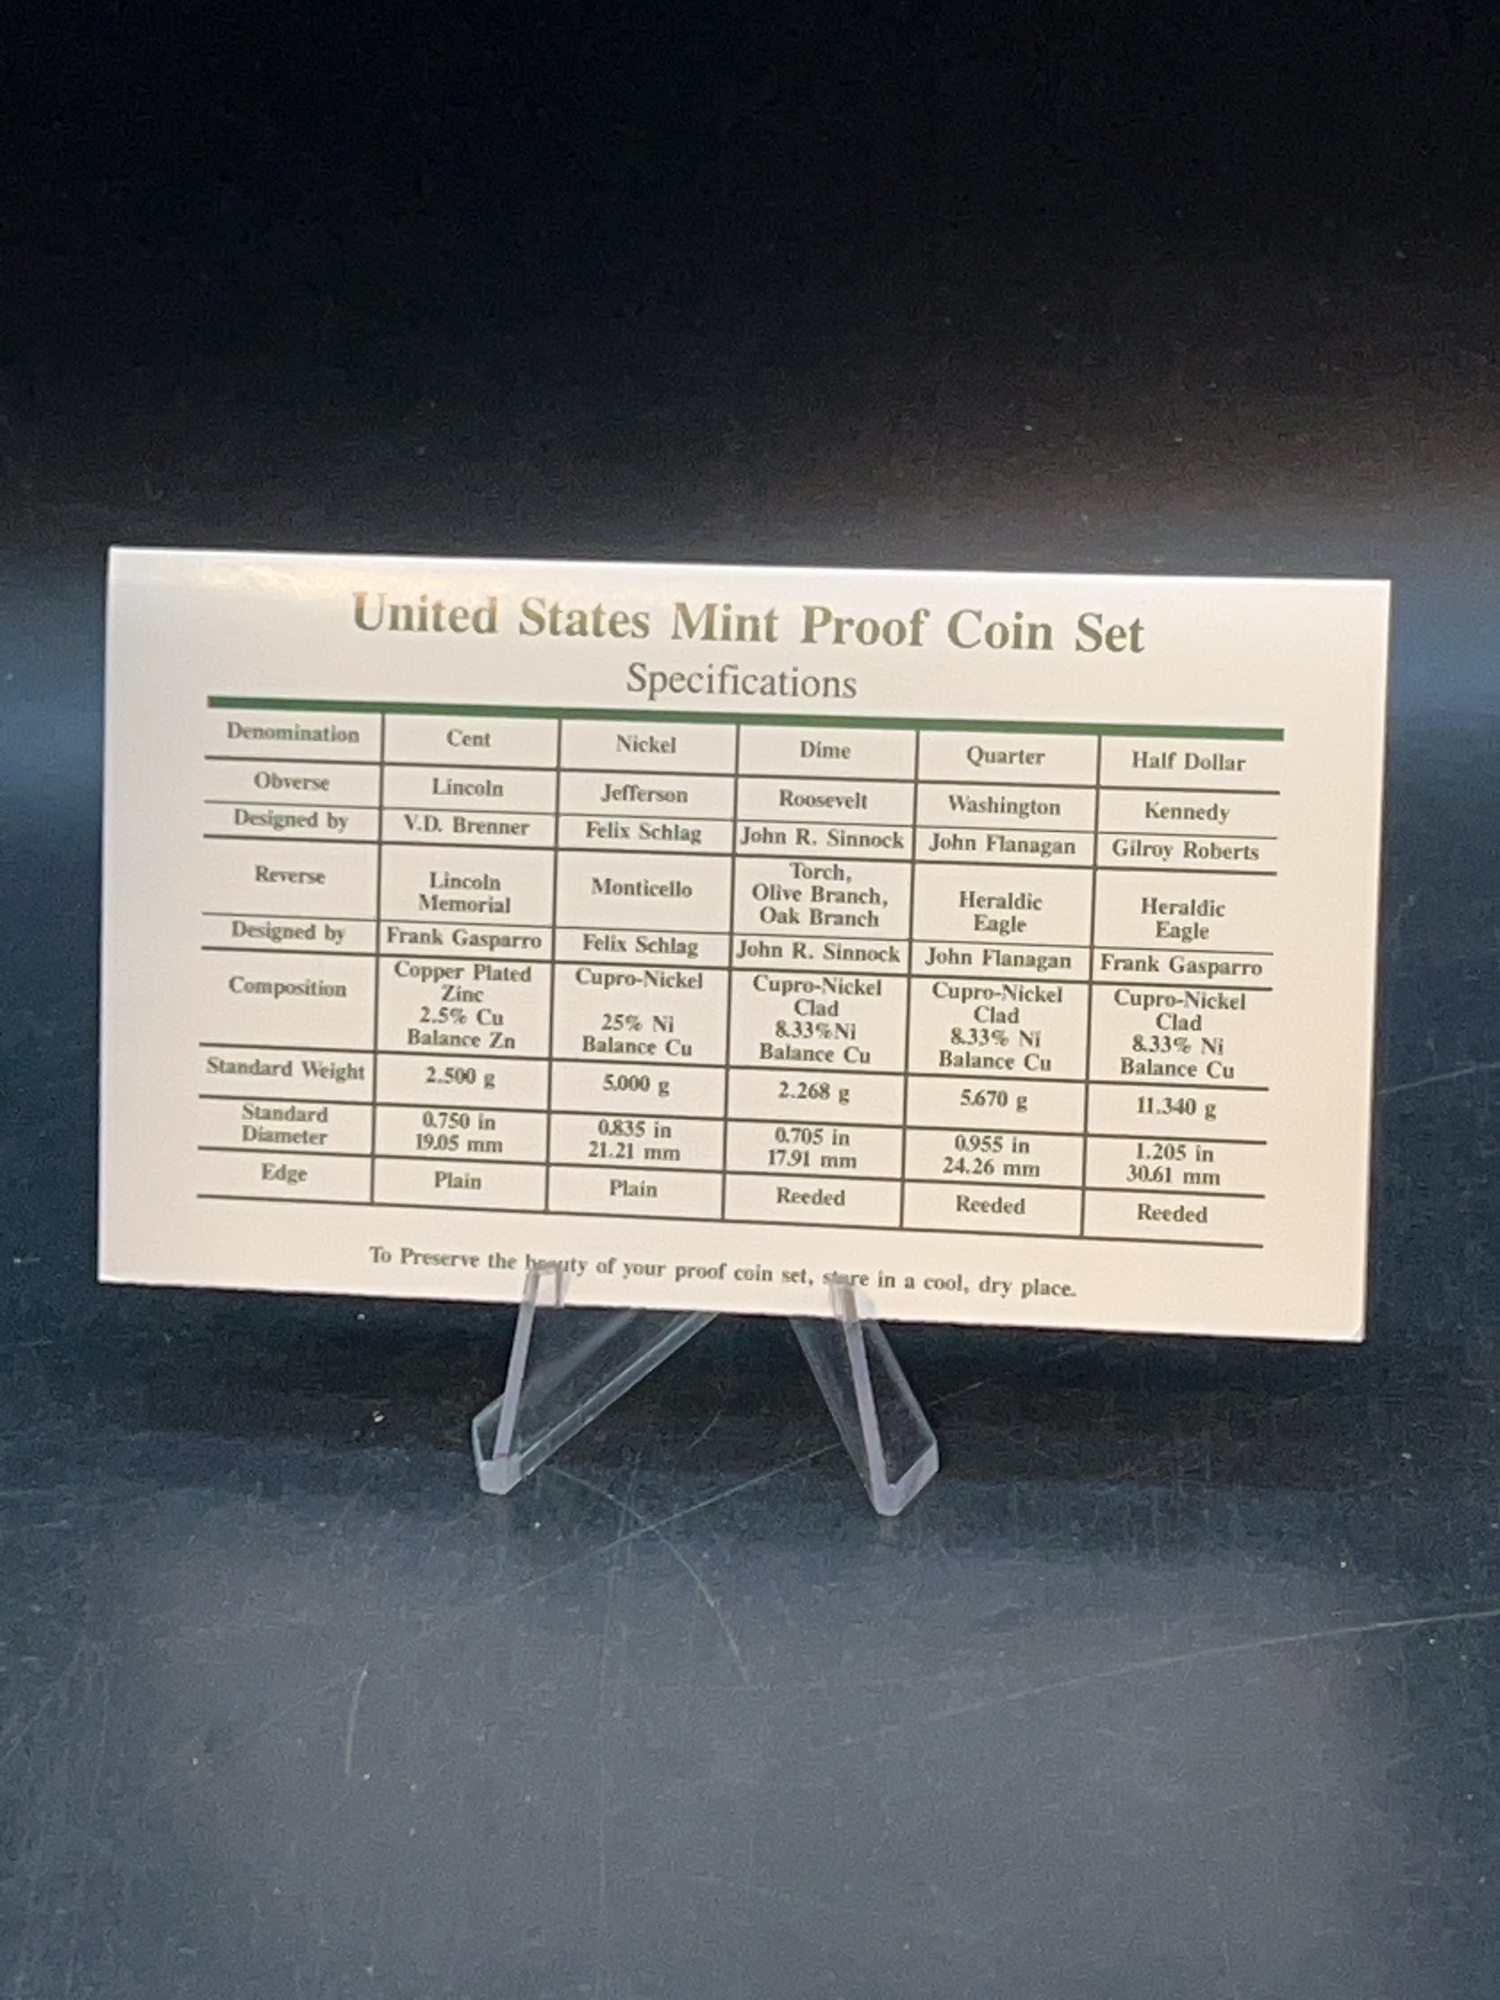 United States Mint Proof Coin Set
Specifications
Denomination Cent Nickel Dime Quarter Half Dollar
Obverse Lincoln Jefferson Roosevelt Washington Kennedy
Designed by V.D. Brenner Felix Schlag John R. Sinnock John Flanagan Gilroy Roberts
Reverse Lincoln Memorial Monticello Torch, Olive Branch, Oak Branch Heraldic Eagle Heraldic Eagle
Designed by Frank Gasparro Felix Schlag John R. Sinnock John Flanagan Frank Gasparro
Composition Copper Plated Zinc 2.5% Cu Balance Zn Cupro-Nickel 25% Ni Balance Cu Cupro-Nickel Clad 8.33%Ni Balance Cu Cupro-Nickel Clad 8.33% Ni Balance Cu Cupro-Nickel Clad 8.33% Ni Balance Cu
Standard Weight 2.500 g 5.000 g 2.268 g 5.670 g 11.340 g
Standard Diameter 0.750 in 19.05 mm 0.835 in 21.21 mm 0.705 in 17.91 mm 0.955 in 24.26 mm 1.205 in 30.61 mm
Edge Plain Plain Reeded Reeded Reeded
To Preserve the beauty of your proof coin set, store in a cool, dry place.